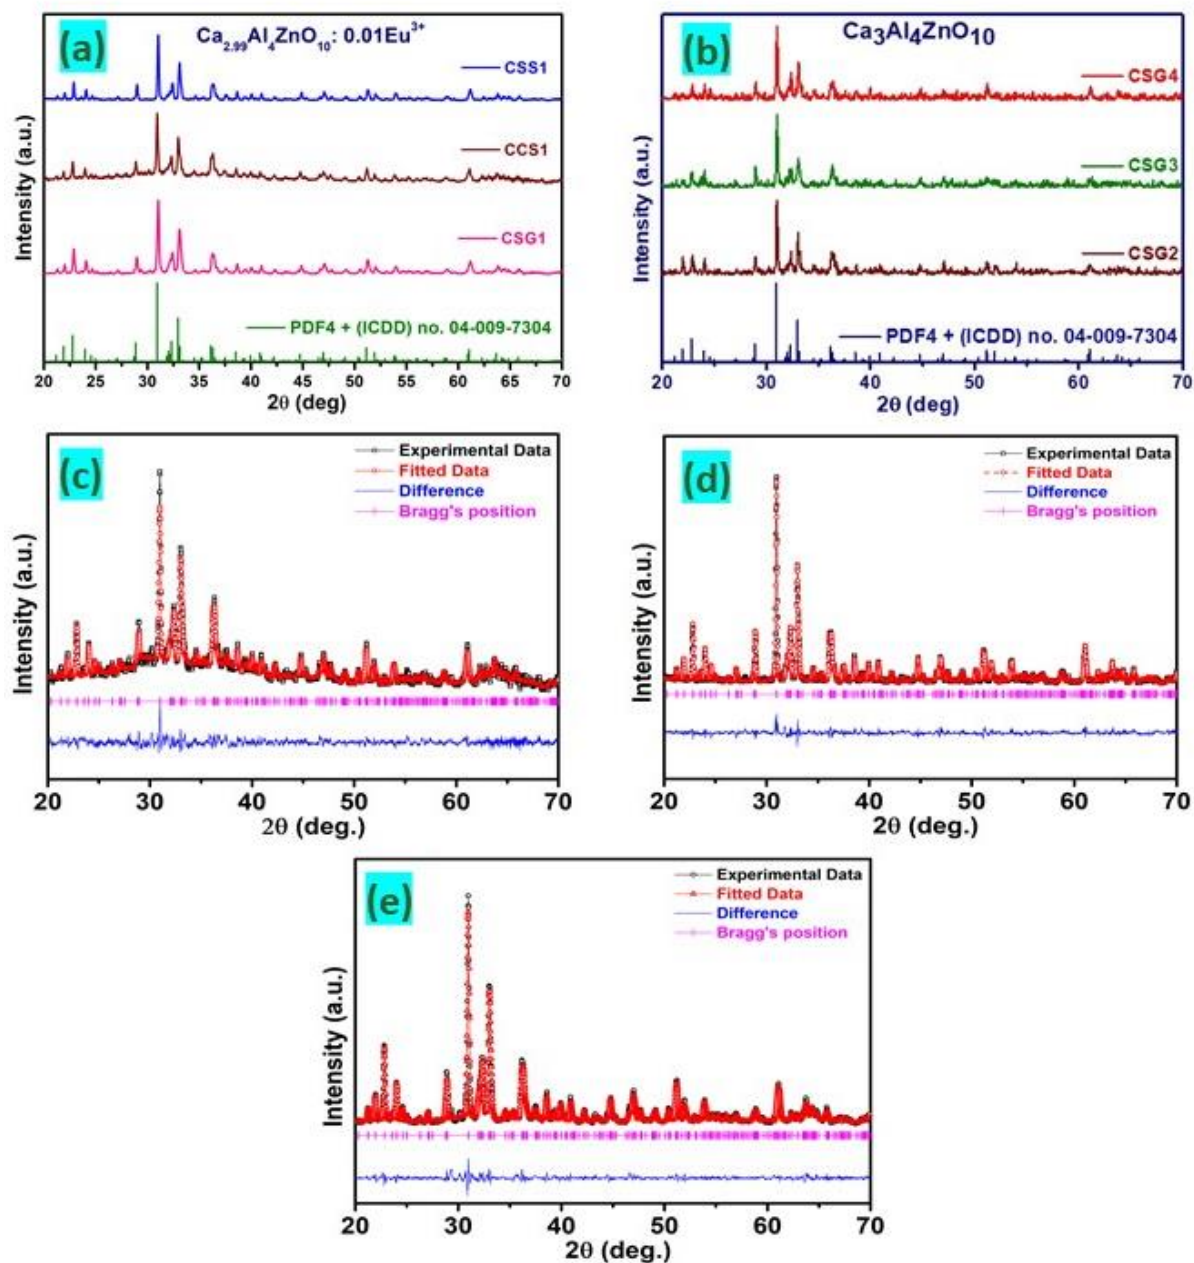 (a)
Ca2.99Al4ZnO10: 0.01Eu3+
CSS1
CCS1
CSG1
PDF4 + (ICDD) no. 04-009-7304
Intensity (a.u.)
20 25 30 35 40 45 50 55 60 65 70
2θ (deg)
(b)
Ca3Al4ZnO10
CSG4
CSG3
CSG2
PDF4 + (ICDD) no. 04-009-7304
Intensity (a.u.)
20 30 40 50 60 70
2θ (deg)
(c)
Experimental Data
Fitted Data
Difference
Bragg's position
Intensity (a.u.)
20 30 40 50 60 70
2θ (deg.)
(d)
Experimental Data
Fitted Data
Difference
Bragg's position
Intensity (a.u.)
20 30 40 50 60 70
2θ (deg.)
(e)
Experimental Data
Fitted Data
Difference
Bragg's position
Intensity (a.u.)
20 30 40 50 60 70
2θ (deg.)